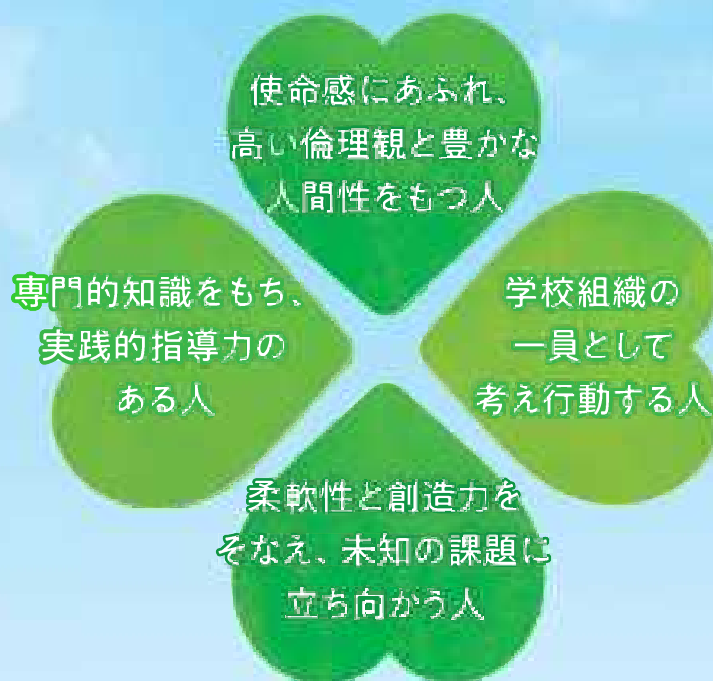 使命感にあふれ、
高い倫理観と豊かな
人間性をもつ人
専門的知識をもち、
実践的指導力の
ある人
学校組織の
一員として
考え行動する人
柔軟性と創造力を
そなえ、未知の課題に
立ち向かう人